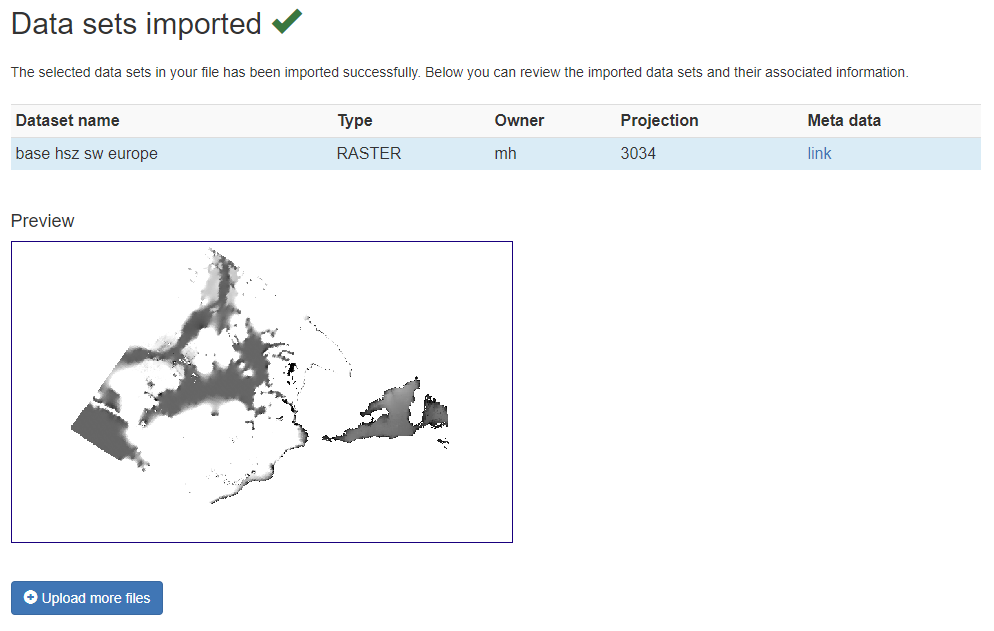 Data sets imported
The selected data sets in your file has been imported successfully. Below you can review the imported data sets and their associated information.
Dataset name Type Owner Projection Meta data
base hsz sw europe RASTER mh 3034 link
Preview
Upload more files